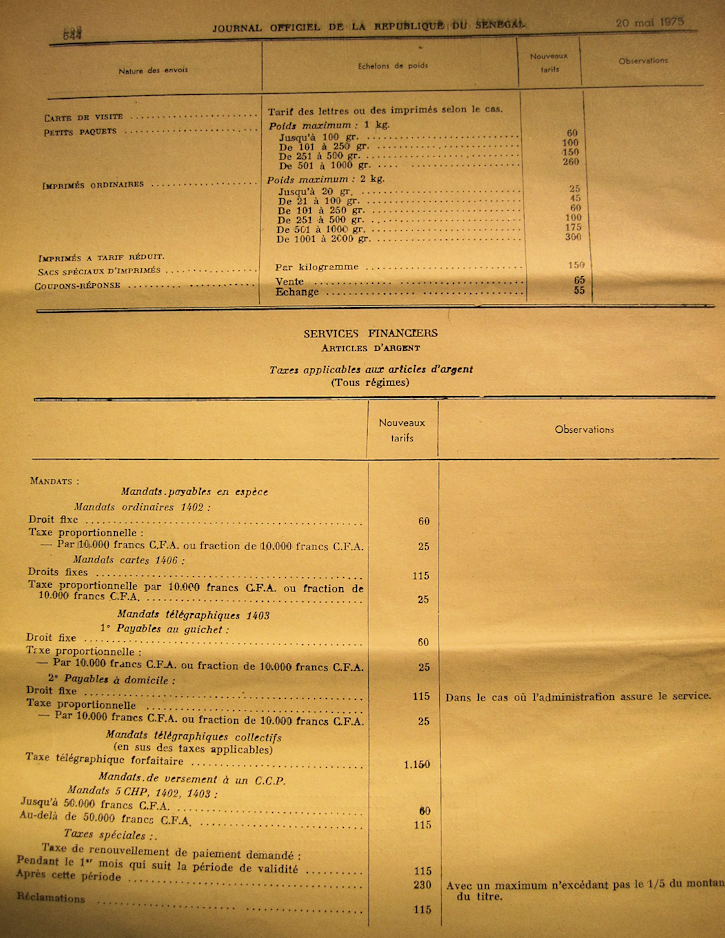 644 JOURNAL OFFICIEL DE LA REPUBLIQUE DU SENEGAL 20 mai 1975
Nature des envois Echelons de poids Nouveaux tarifs Observations
CARTE DE VISITE Tarif des lettres ou des imprimés selon le cas.
PETITS PAQUETS Poids maximum : 1 kg.
Jusqu'à 100 gr. 60
De 101 à 250 gr. 100
De 251 à 500 gr. 150
De 501 à 1000 gr. 260
IMPRIMÉS ORDINAIRES Poids maximum : 2 kg.
Jusqu'à 20 gr. 25
De 21 à 100 gr. 45
De 101 à 250 gr. 60
De 251 à 500 gr. 100
De 501 à 1000 gr. 175
De 1001 à 2000 gr. 300
IMPRIMÉS A TARIF RÉDUIT.
SACS SPÉCIAUX D'IMPRIMÉS Par kilogramme 150
COUPONS-RÉPONSE Vente 65
Echange 55
SERVICES FINANCIERS
ARTICLES D'ARGENT
Taxes applicables aux articles d'argent
(Tous régimes)
Nouveaux tarifs Observations
MANDATS :
Mandats payables en espèce
Mandats ordinaires 1402 :
Droit fixe 60
Taxe proportionnelle :
— Par 10.000 francs C.F.A. ou fraction de 10.000 francs C.F.A. 25
Mandats cartes 1406 :
Droits fixes 115
Taxe proportionnelle par 10.000 francs C.F.A. ou fraction de
10.000 francs C.F.A. 25
Mandats télégraphiques 1403
1° Payables au guichet :
Droit fixe 60
Taxe proportionnelle :
— Par 10.000 francs C.F.A. ou fraction de 10.000 francs C.F.A. 25
2° Payables à domicile :
Droit fixe 115 Dans le cas où l'administration assure le service.
Taxe proportionnelle
— Par 10.000 francs C.F.A. ou fraction de 10.000 francs C.F.A. 25
Mandats télégraphiques collectifs
(en sus des taxes applicables)
Taxe télégraphique forfaitaire 1.150
Mandats de versement à un C.C.P.
Mandats 5 CHP, 1402, 1403 :
Jusqu'à 50.000 francs C.F.A. 60
Au-delà de 50.000 francs C.F.A. 115
Taxes spéciales :
Taxe de renouvellement de paiement demandé :
Pendant le 1er mois qui suit la période de validité 115
Après cette période 230 Avec un maximum n'excédant pas le 1/5 du montan
du titre.
Réclamations 115